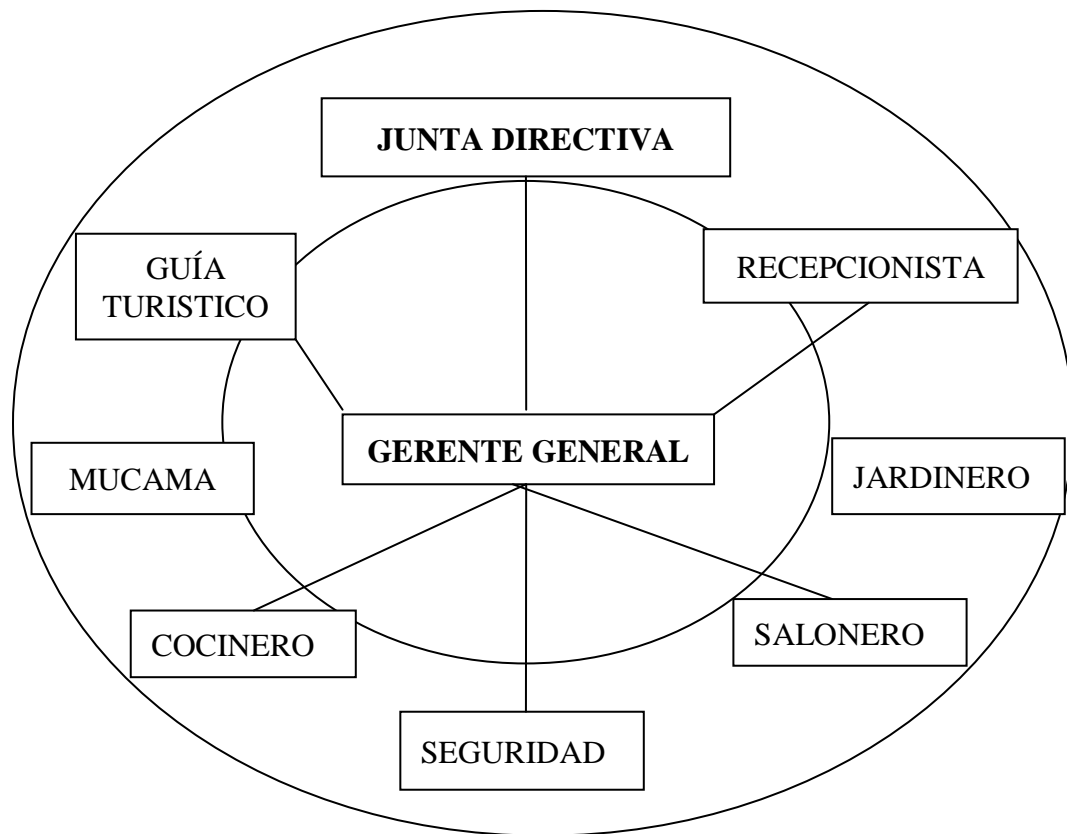 JUNTA DIRECTIVA
GUÍA
TURISTICO
RECEPCIONISTA
GERENTE GENERAL
MUCAMA
JARDINERO
COCINERO
SALONERO
SEGURIDAD